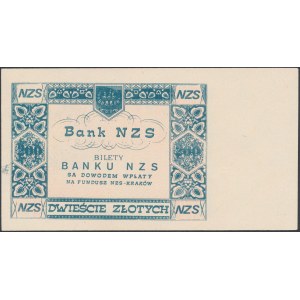 NZS NZS
Bank NZS
BILETY
BANKU NZS
SĄ DOWODEM WPŁATY
NA FUNDUSZ NZS-KRAKÓW
200 200
NZS NZS
DWIEŚCIE ZŁOTYCH